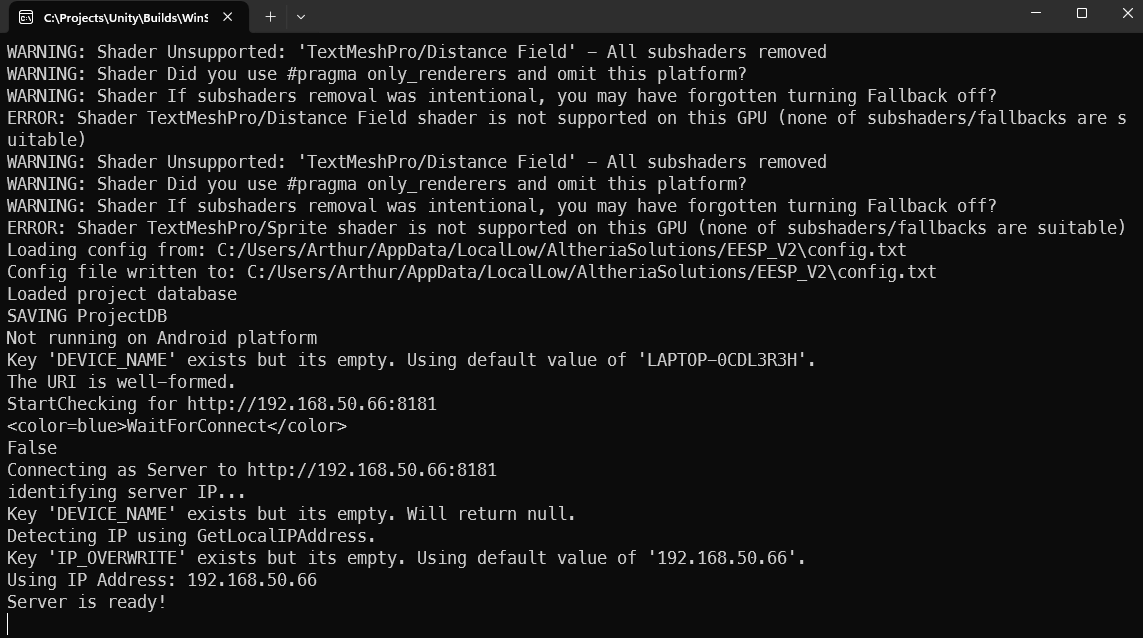 C:\Projects\Unity\Builds\WinS
WARNING: Shader Unsupported: 'TextMeshPro/Distance Field' - All subshaders removed
WARNING: Shader Did you use #pragma only_renderers and omit this platform?
WARNING: Shader If subshaders removal was intentional, you may have forgotten turning Fallback off?
ERROR: Shader TextMeshPro/Distance Field shader is not supported on this GPU (none of subshaders/fallbacks are s
uitable)
WARNING: Shader Unsupported: 'TextMeshPro/Distance Field' - All subshaders removed
WARNING: Shader Did you use #pragma only_renderers and omit this platform?
WARNING: Shader If subshaders removal was intentional, you may have forgotten turning Fallback off?
ERROR: Shader TextMeshPro/Sprite shader is not supported on this GPU (none of subshaders/fallbacks are suitable)
Loading config from: C:/Users/Arthur/AppData/LocalLow/AltheriaSolutions/EESP_V2\config.txt
Config file written to: C:/Users/Arthur/AppData/LocalLow/AltheriaSolutions/EESP_V2\config.txt
Loaded project database
SAVING ProjectDB
Not running on Android platform
Key 'DEVICE_NAME' exists but its empty. Using default value of 'LAPTOP-0CDL3R3H'.
The URI is well-formed.
StartChecking for http://192.168.50.66:8181
<color=blue>WaitForConnect</color>
False
Connecting as Server to http://192.168.50.66:8181
identifying server IP...
Key 'DEVICE_NAME' exists but its empty. Will return null.
Detecting IP using GetLocalIPAddress.
Key 'IP_OVERWRITE' exists but its empty. Using default value of '192.168.50.66'.
Using IP Address: 192.168.50.66
Server is ready!